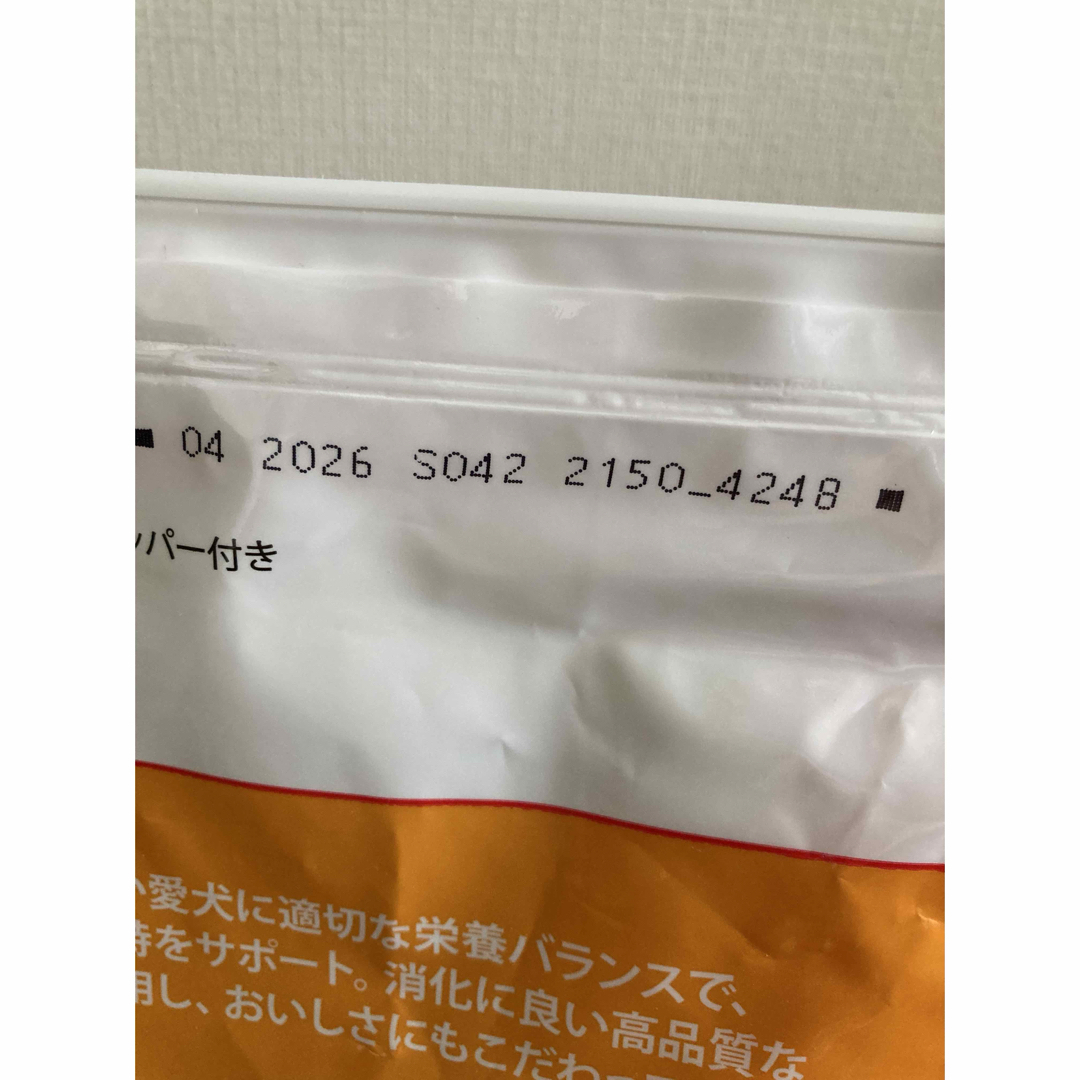 04 2026 S042 2150_4248
パー付き
愛犬に適切な栄養バランスで、
をサポート。消化に良い高品質な
用し、おいしさにもこだわっ